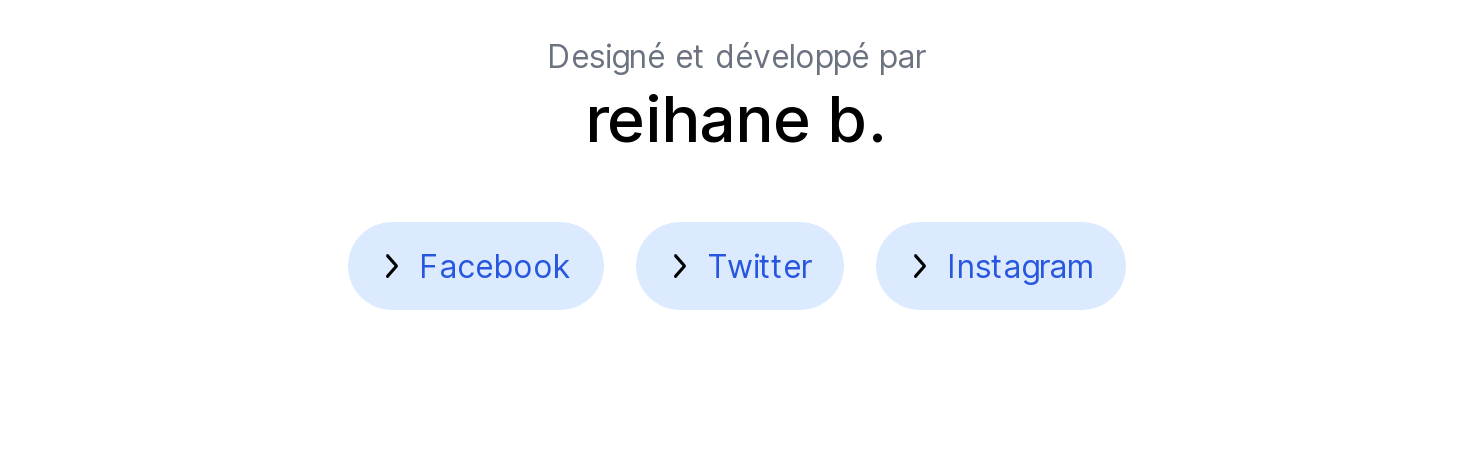 Designé et développé par
reihane b.
Facebook
Twitter
Instagram